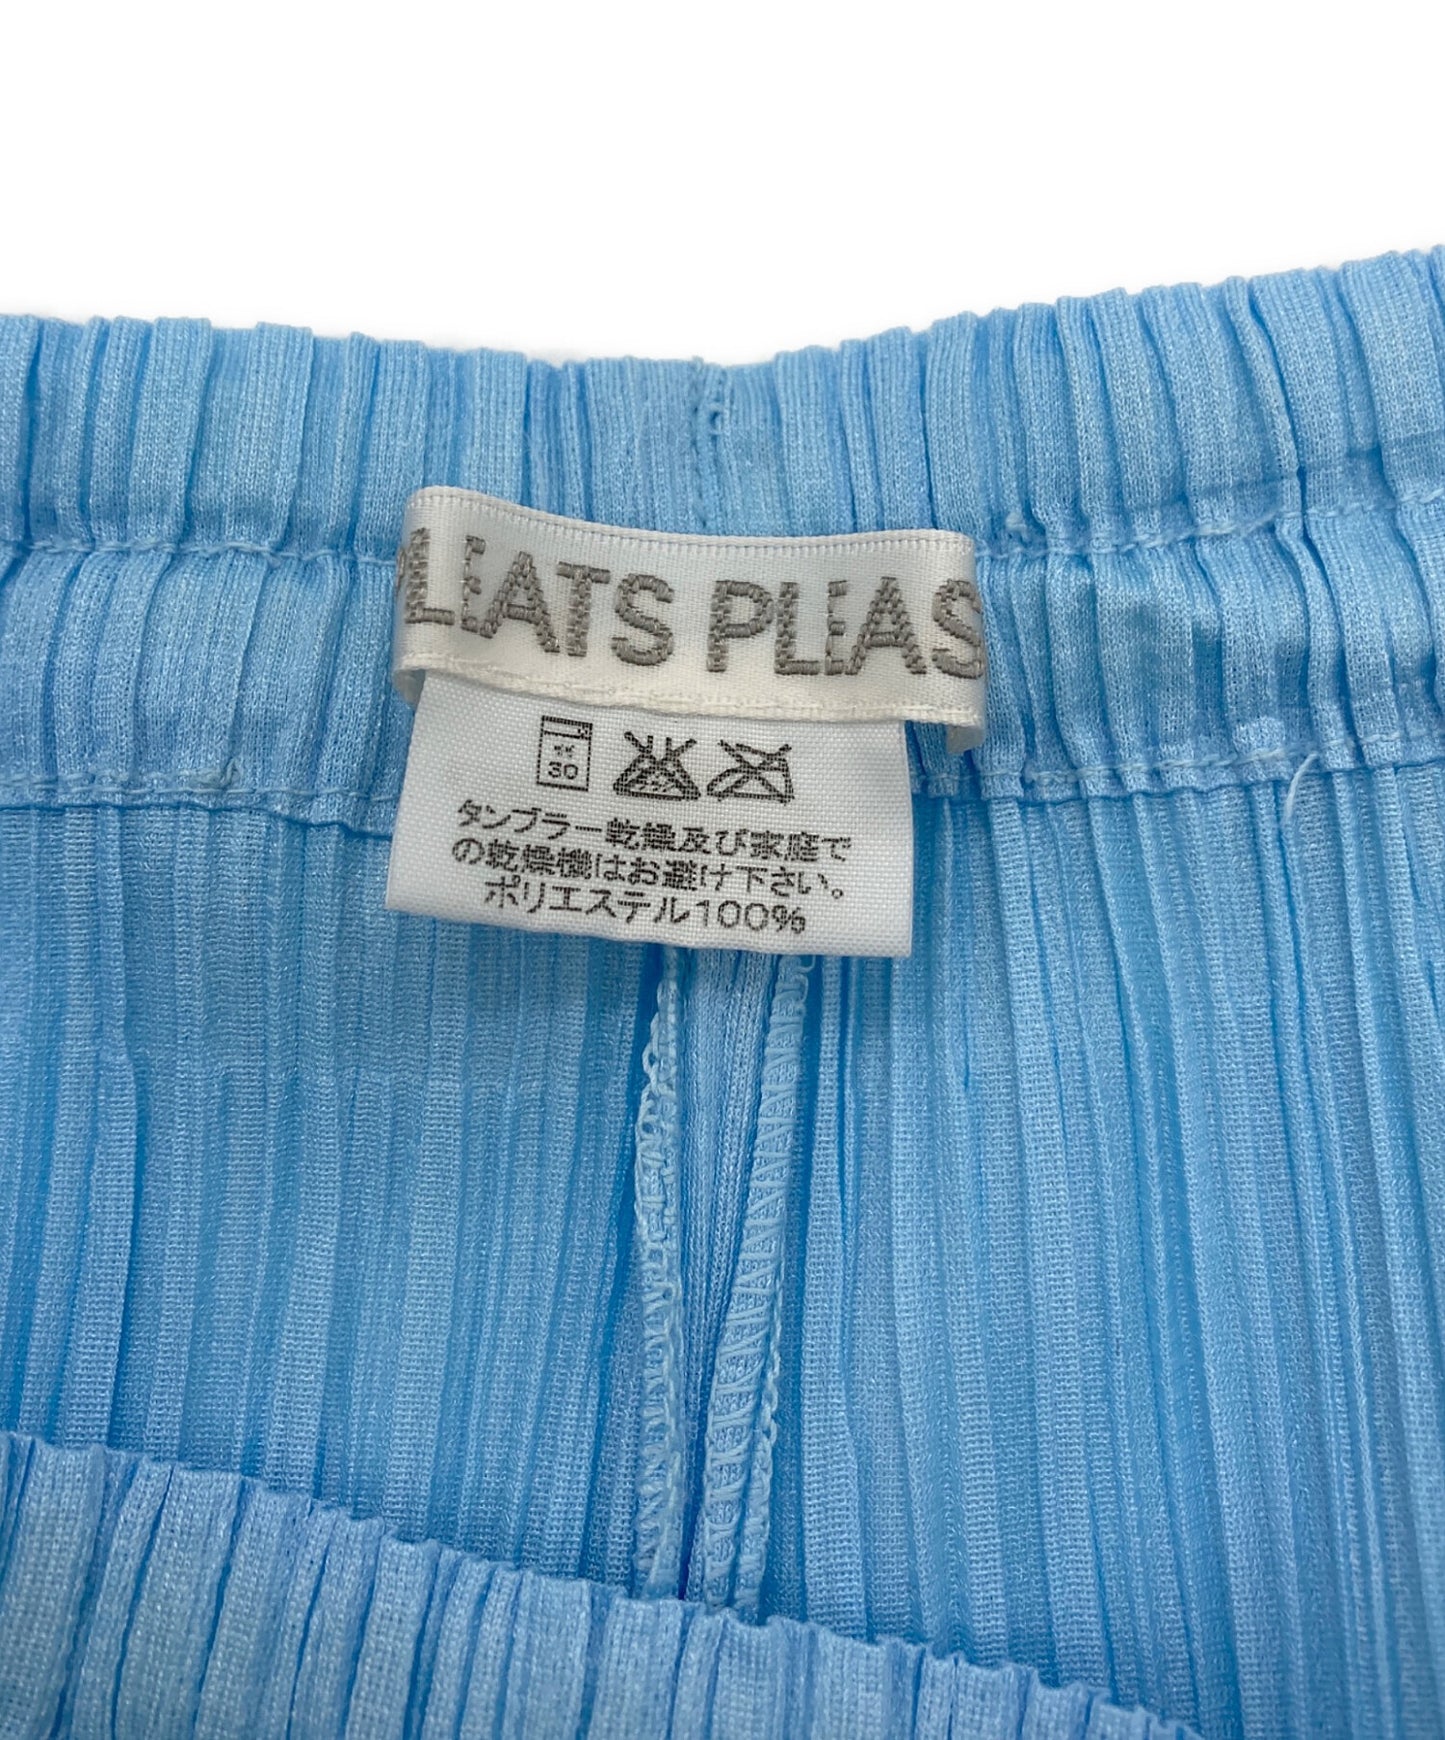 PLEATS PLEAS
30
タンブラー乾燥及び家庭で
の乾燥機はお避け下さい。
ポリエステル100%